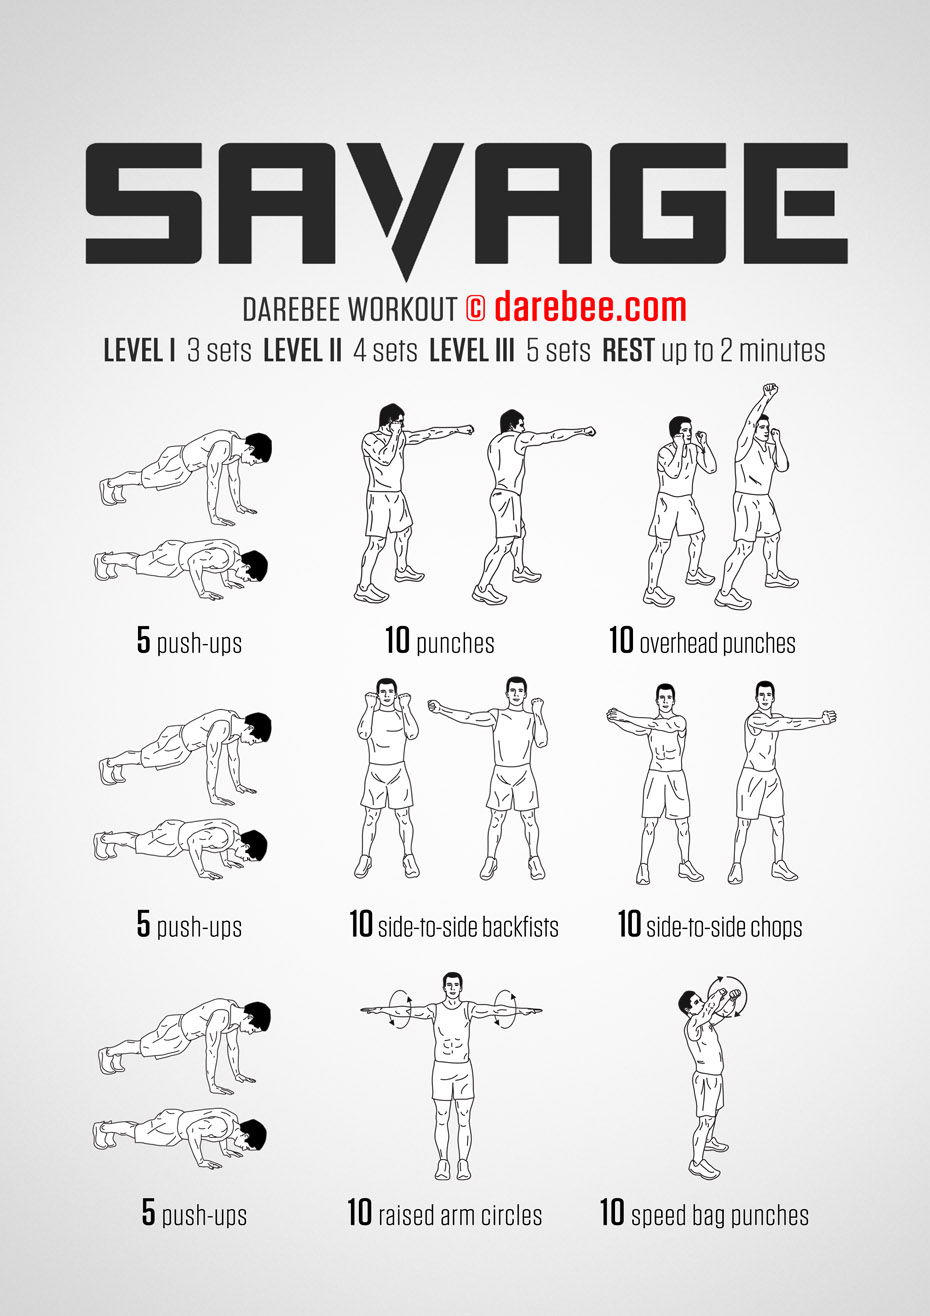 SAVAGE
DAREBEE WORKOUT © darebee.com
LEVEL I 3 sets LEVEL II 4 sets LEVEL III 5 sets REST up to 2 minutes
5 push-ups
10 punches
10 overhead punches
5 push-ups
10 side-to-side backfists
10 side-to-side chops
5 push-ups
10 raised arm circles
10 speed bag punches